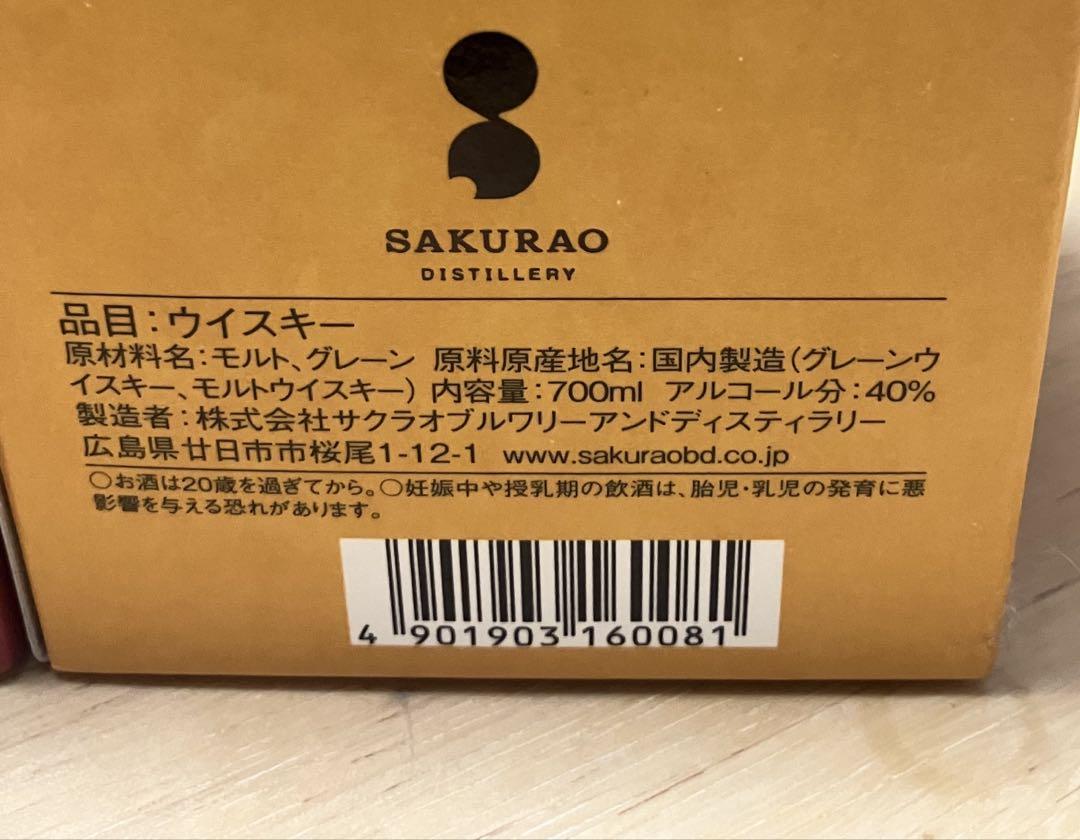 SAKURAO
DISTILLERY
品目：ウイスキー
原材料名：モルト、グレーン 原料原産地名：国内製造（グレーンウ
イスキー、モルトウイスキー） 内容量：700ml アルコール分：40%
製造者：株式会社サクラオブルワリーアンドディスティラリー
広島県廿日市市桜尾1-12-1 www.sakuraobd.co.jp
○お酒は20歳を過ぎてから。○妊娠中や授乳期の飲酒は、胎児・乳児の発育に悪
影響を与える恐れがあります。
4 901903 160081